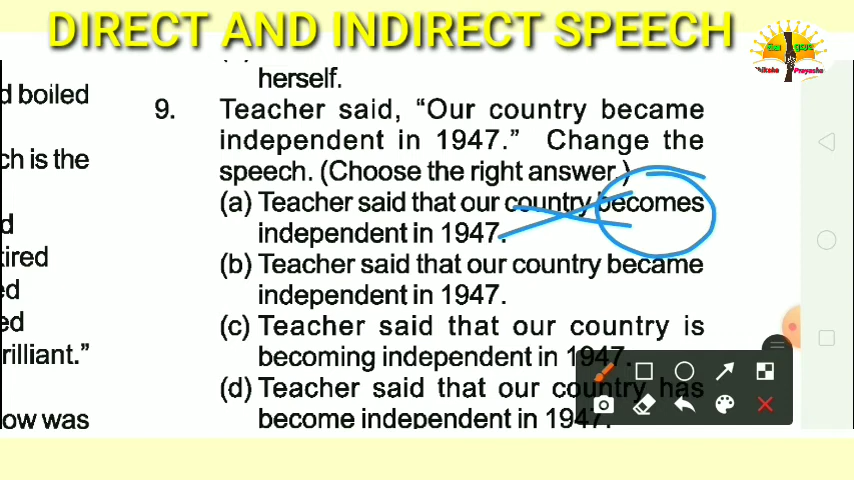 DIRECT AND INDIRECT SPEECH
Shiksha Prayasha
herself.
d boiled
9. Teacher said, “Our country became
independent in 1947.” Change the
ch is the
speech. (Choose the right answer.)
(a) Teacher said that our country becomes
d
independent in 1947.
tired
(b) Teacher said that our country became
ed
independent in 1947.
ed
(c) Teacher said that our country is
rilliant.”
becoming independent in 1947.
(d) Teacher said that our country has
ow was
become independent in 1947.